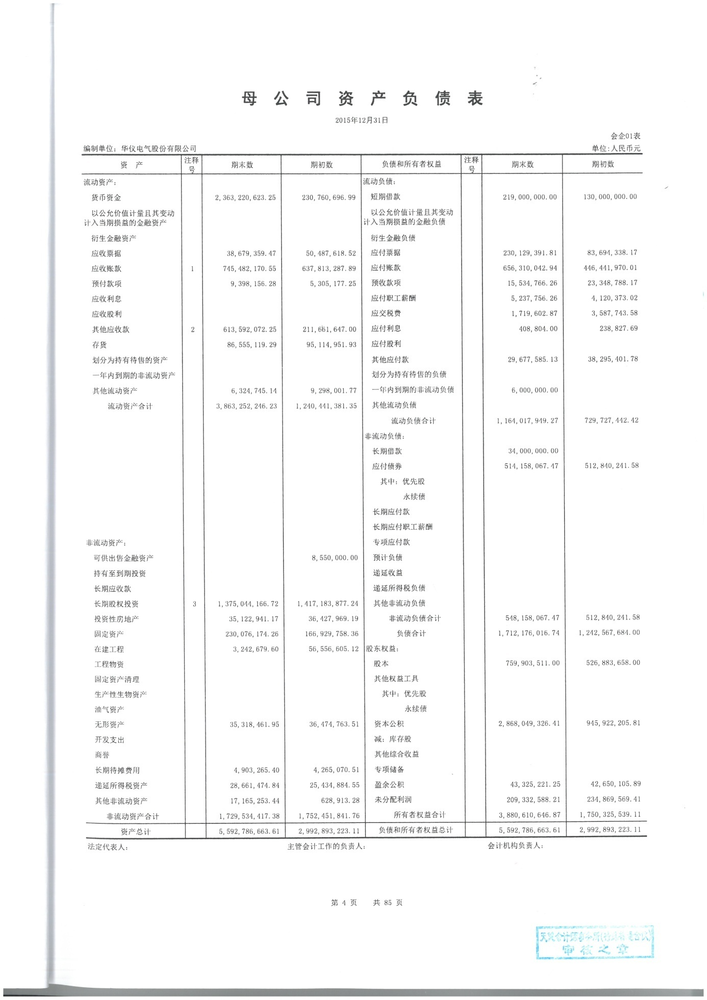 母公司资产负债表
2015年12月31日
会企01表
编制单位：华仪电气股份有限公司 单位:人民币元
资 产 注释号 期末数 期初数 负债和所有者权益 注释号 期末数 期初数
流动资产： 流动负债：
货币资金 2,363,220,623.25 230,760,696.99 短期借款 219,000,000.00 130,000,000.00
以公允价值计量且其变动 以公允价值计量且其变动
计入当期损益的金融资产 计入当期损益的金融负债
衍生金融资产 衍生金融负债
应收票据 38,679,359.47 50,487,618.52 应付票据 230,129,391.81 83,694,338.17
应收账款 1 745,482,170.55 637,813,287.89 应付账款 656,310,042.94 446,441,970.01
预付款项 9,398,156.28 5,305,177.25 预收款项 15,534,766.26 23,348,788.17
应收利息 应付职工薪酬 5,237,756.26 4,120,373.02
应收股利 应交税费 1,719,602.87 3,587,743.58
其他应收款 2 613,592,072.25 211,661,647.00 应付利息 408,804.00 238,827.69
存货 86,555,119.29 95,114,951.93 应付股利
划分为持有待售的资产 其他应付款 29,677,585.13 38,295,401.78
一年内到期的非流动资产 划分为持有待售的负债
其他流动资产 6,324,745.14 9,298,001.77 一年内到期的非流动负债 6,000,000.00
流动资产合计 3,863,252,246.23 1,240,441,381.35 其他流动负债
流动负债合计 1,164,017,949.27 729,727,442.42
非流动负债：
长期借款 34,000,000.00
应付债券 514,158,067.47 512,840,241.58
其中：优先股
永续债
长期应付款
长期应付职工薪酬
非流动资产： 专项应付款
可供出售金融资产 8,550,000.00 预计负债
持有至到期投资 递延收益
长期应收款 递延所得税负债
长期股权投资 3 1,375,044,166.72 1,417,183,877.24 其他非流动负债
投资性房地产 35,122,941.17 36,427,969.19 非流动负债合计 548,158,067.47 512,840,241.58
固定资产 230,076,174.26 166,929,758.36 负债合计 1,712,176,016.74 1,242,567,684.00
在建工程 3,242,679.60 56,556,605.12 股东权益：
工程物资 股本 759,903,511.00 526,883,658.00
固定资产清理 其他权益工具
生产性生物资产 其中：优先股
油气资产 永续债
无形资产 35,318,461.95 36,474,763.51 资本公积 2,868,049,326.41 945,922,205.81
开发支出 减：库存股
商誉 其他综合收益
长期待摊费用 4,903,265.40 4,265,070.51 专项储备
递延所得税资产 28,661,474.84 25,434,884.55 盈余公积 43,325,221.25 42,650,105.89
其他非流动资产 17,165,253.44 628,913.28 未分配利润 209,332,588.21 234,869,569.41
非流动资产合计 1,729,534,417.38 1,752,451,841.76 所有者权益合计 3,880,610,646.87 1,750,325,539.11
资产总计 5,592,786,663.61 2,992,893,223.11 负债和所有者权益总计 5,592,786,663.61 2,992,893,223.11
法定代表人： 主管会计工作的负责人： 会计机构负责人：
第 4 页 共 85 页
天健会计师事务所(特殊普通合伙)
审核之章